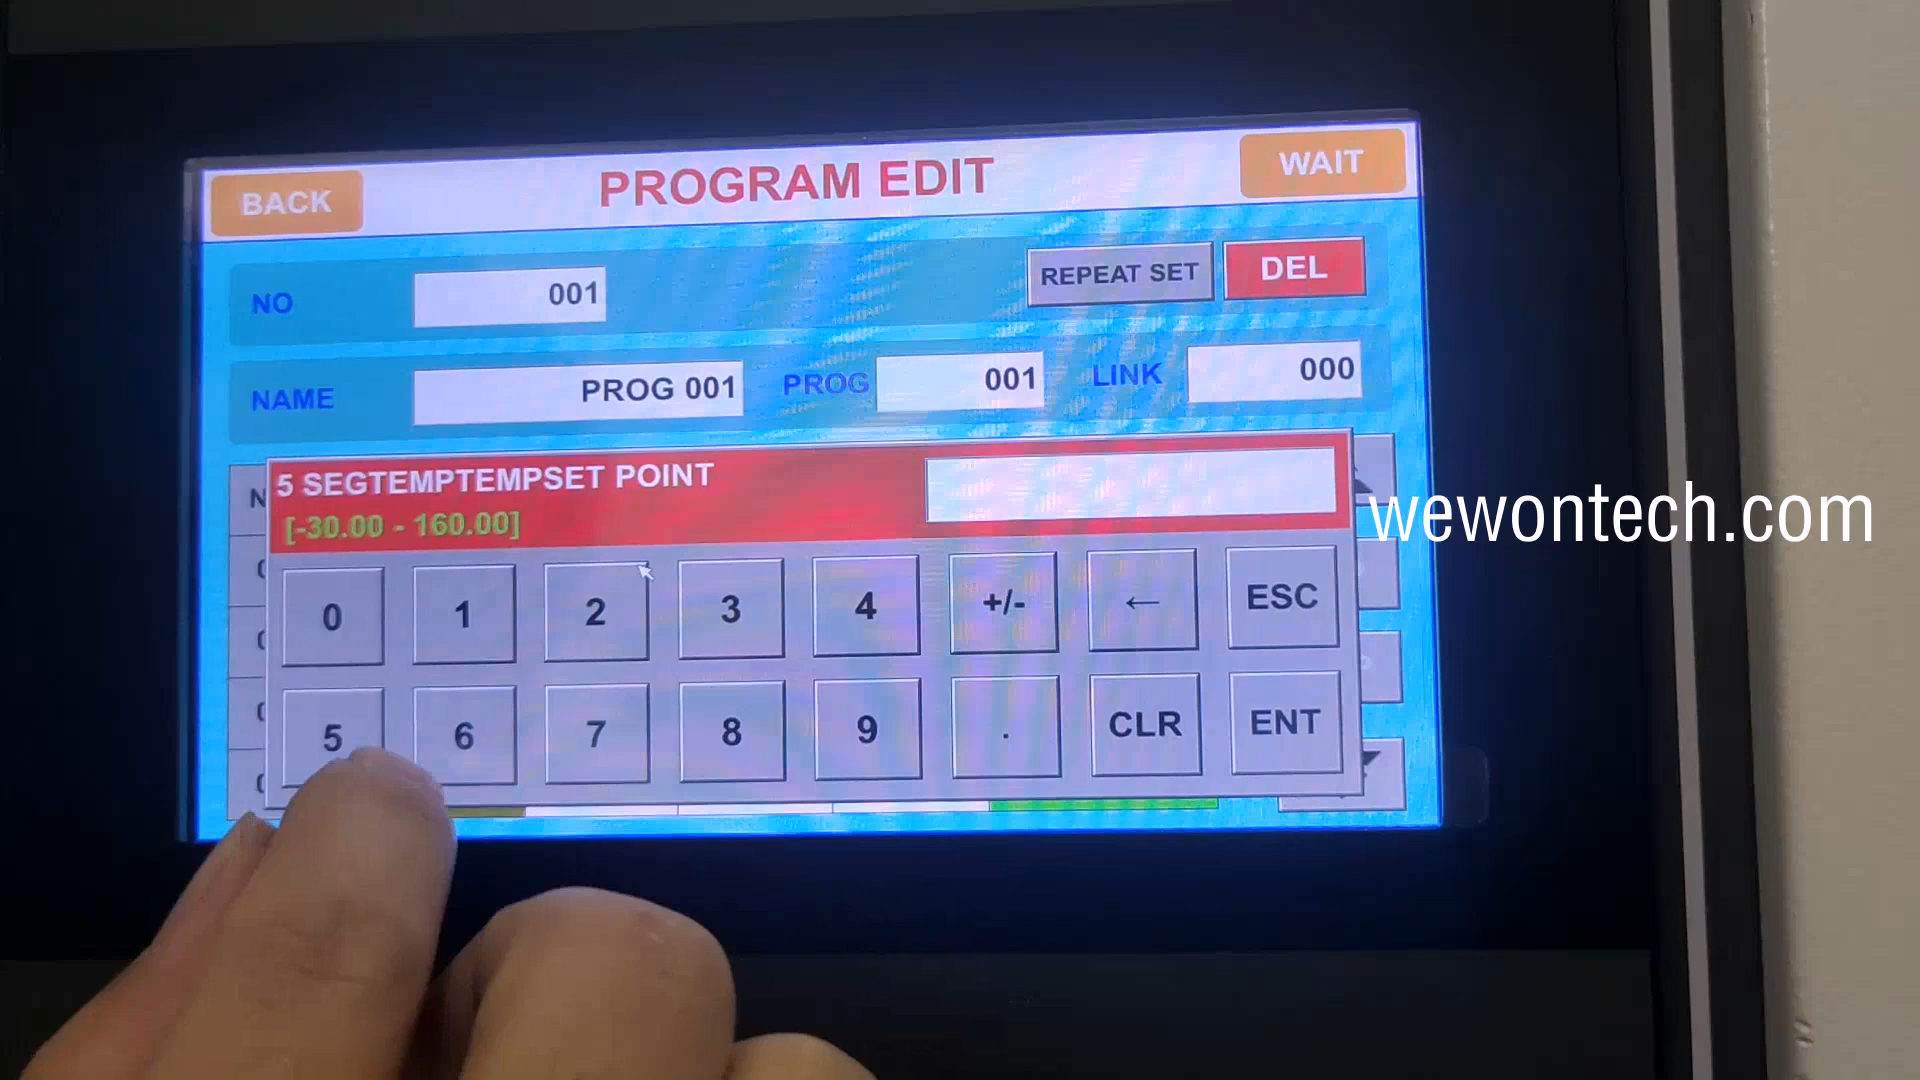 BACK
PROGRAM EDIT
WAIT
NO
001
REPEAT SET
DEL
NAME
PROG 001
PROG
001
LINK
000
5 SEGTEMPTEMPSET POINT
[-30.00 - 160.00]
wewontech.com
0
1
2
3
4
+/-
←
ESC
5
6
7
8
9
.
CLR
ENT